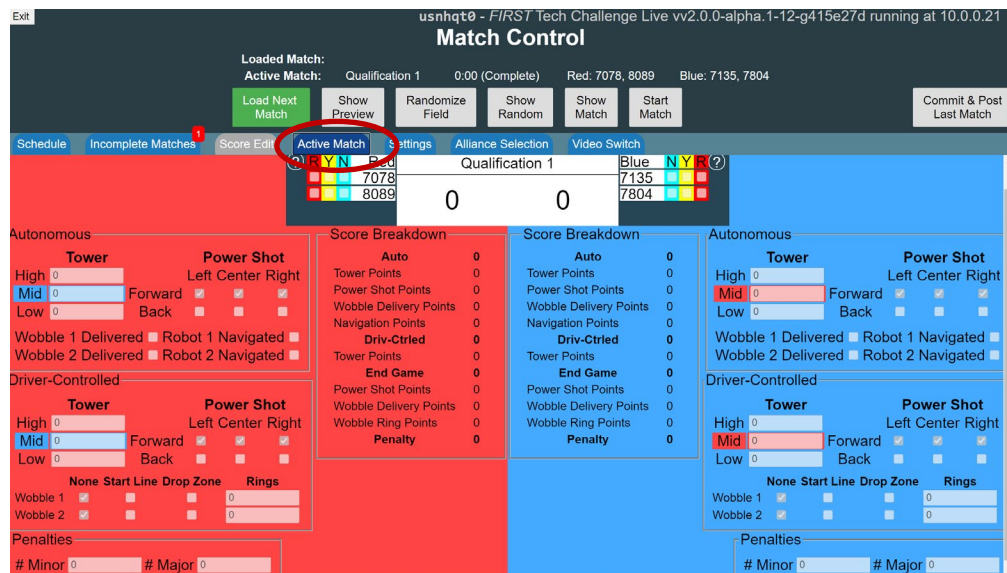 Exit
usnhqt0 - FIRST Tech Challenge Live vv2.0.0-alpha.1-12-g415e27d running at 10.0.0.21
Match Control
Loaded Match:
Active Match: Qualification 1 0:00 (Complete) Red: 7078, 8089 Blue: 7135, 7804
Load Next Match Show Preview Randomize Field Show Random Show Match Start Match Commit & Post Last Match
Schedule Incomplete Matches 1 Score Edit Active Match Settings Alliance Selection Video Switch
(?) R Y N Red Qualification 1 Blue N Y R (?)
7078 7135
8089 0 0 7804
Autonomous
Tower Power Shot
High 0 Left Center Right
Mid 0 Forward
Low 0 Back
Wobble 1 Delivered Robot 1 Navigated
Wobble 2 Delivered Robot 2 Navigated
Driver-Controlled
Tower Power Shot
High 0 Left Center Right
Mid 0 Forward
Low 0 Back
None Start Line Drop Zone Rings
Wobble 1 0
Wobble 2 0
Penalties
# Minor 0 # Major 0
Score Breakdown
Auto 0
Tower Points 0
Power Shot Points 0
Wobble Delivery Points 0
Navigation Points 0
Driv-Ctrled 0
Tower Points 0
End Game 0
Power Shot Points 0
Wobble Delivery Points 0
Wobble Ring Points 0
Penalty 0
Score Breakdown
Auto 0
Tower Points 0
Power Shot Points 0
Wobble Delivery Points 0
Navigation Points 0
Driv-Ctrled 0
Tower Points 0
End Game 0
Power Shot Points 0
Wobble Delivery Points 0
Wobble Ring Points 0
Penalty 0
Autonomous
Tower Power Shot
High 0 Left Center Right
Mid 0 Forward
Low 0 Back
Wobble 1 Delivered Robot 1 Navigated
Wobble 2 Delivered Robot 2 Navigated
Driver-Controlled
Tower Power Shot
High 0 Left Center Right
Mid 0 Forward
Low 0 Back
None Start Line Drop Zone Rings
Wobble 1 0
Wobble 2 0
Penalties
# Minor 0 # Major 0